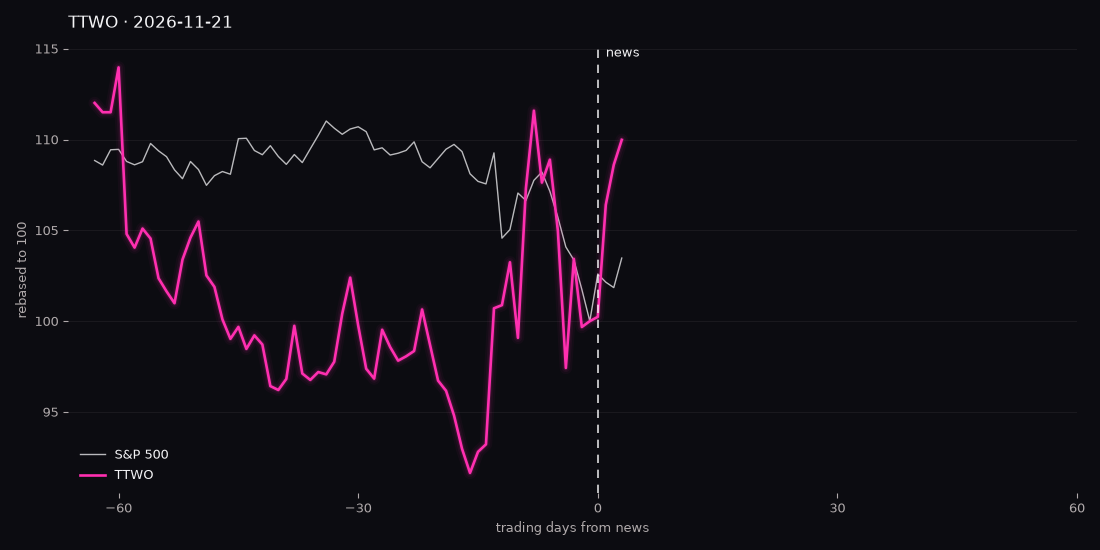 TTWO · 2026-11-21
115
110
105
100
95
rebased to 100
news
S&P 500
TTWO
−60
−30
0
30
60
trading days from news